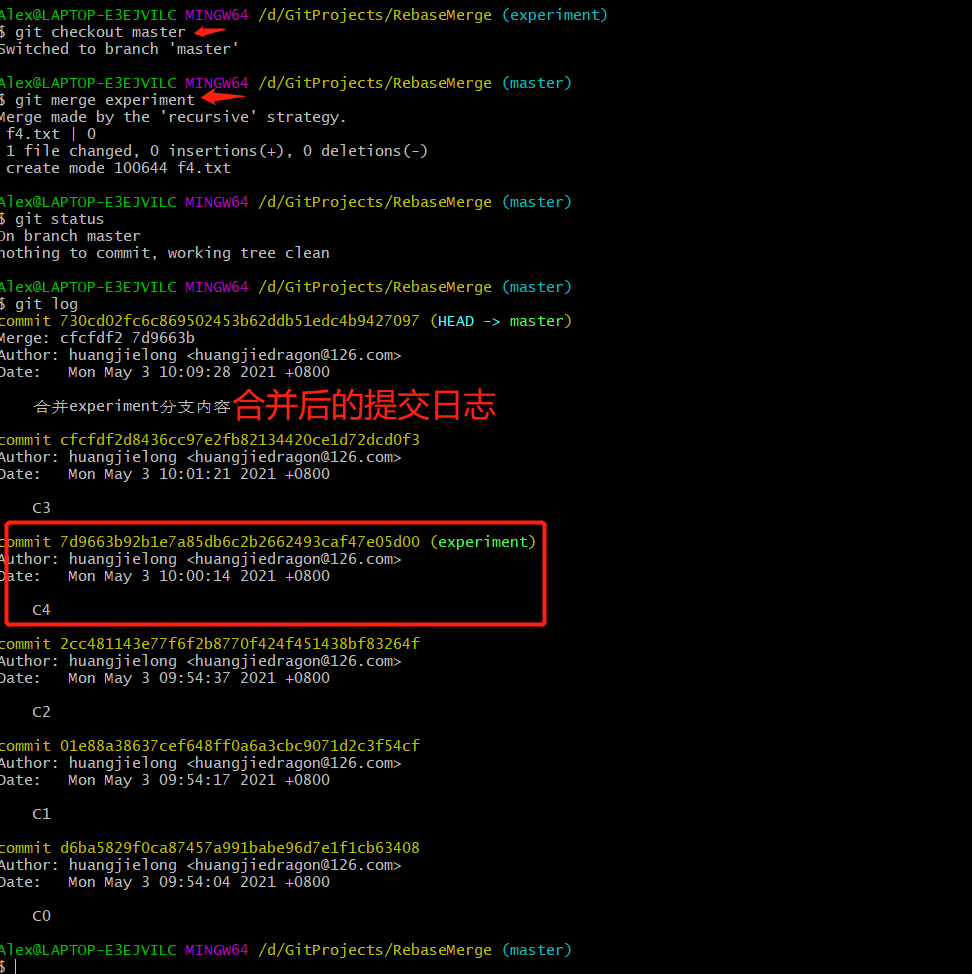 Alex@LAPTOP-E3EJVILC MINGW64 /d/GitProjects/RebaseMerge (experiment)
$ git checkout master
Switched to branch 'master'
Alex@LAPTOP-E3EJVILC MINGW64 /d/GitProjects/RebaseMerge (master)
$ git merge experiment
Merge made by the 'recursive' strategy.
f4.txt | 0
1 file changed, 0 insertions(+), 0 deletions(-)
create mode 100644 f4.txt
Alex@LAPTOP-E3EJVILC MINGW64 /d/GitProjects/RebaseMerge (master)
$ git status
On branch master
nothing to commit, working tree clean
Alex@LAPTOP-E3EJVILC MINGW64 /d/GitProjects/RebaseMerge (master)
$ git log
commit 730cd02fc6c869502453b62ddb51edc4b9427097 (HEAD -> master)
Merge: cfcfdf2 7d9663b
Author: huangjielong <huangjiedragon@126.com>
Date:   Mon May 3 10:09:28 2021 +0800
合并experiment分支内容 合并后的提交日志
commit cfcfdf2d8436cc97e2fb82134420ce1d72dcd0f3
Author: huangjielong <huangjiedragon@126.com>
Date:   Mon May 3 10:01:21 2021 +0800
C3
commit 7d9663b92b1e7a85db6c2b2662493caf47e05d00 (experiment)
Author: huangjielong <huangjiedragon@126.com>
Date:   Mon May 3 10:00:14 2021 +0800
C4
commit 2cc481143e77f6f2b8770f424f451438bf83264f
Author: huangjielong <huangjiedragon@126.com>
Date:   Mon May 3 09:54:37 2021 +0800
C2
commit 01e88a38637cef648ff0a6a3cbc9071d2c3f54cf
Author: huangjielong <huangjiedragon@126.com>
Date:   Mon May 3 09:54:17 2021 +0800
C1
commit d6ba5829f0ca87457a991babe96d7e1f1cb63408
Author: huangjielong <huangjiedragon@126.com>
Date:   Mon May 3 09:54:04 2021 +0800
C0
Alex@LAPTOP-E3EJVILC MINGW64 /d/GitProjects/RebaseMerge (master)
$